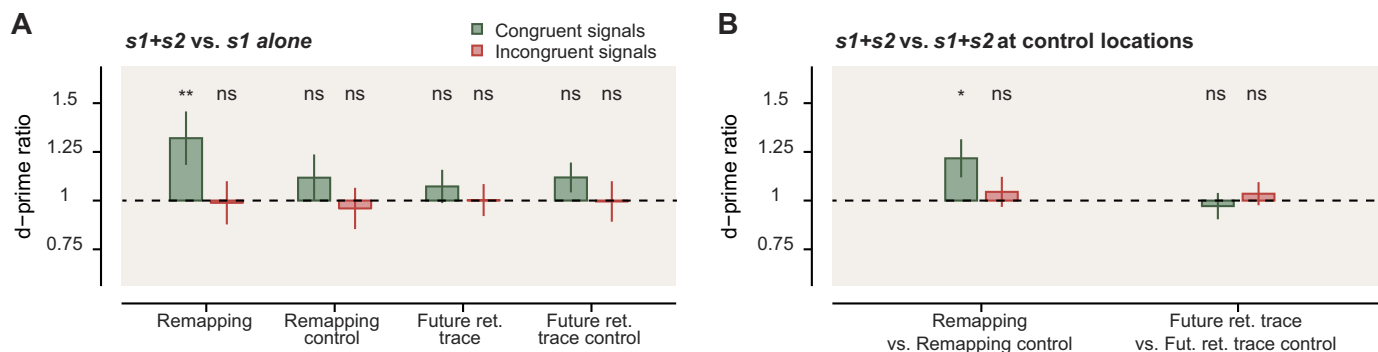 A
s1+s2 vs. s1 alone
Congruent signals
Incongruent signals
d−prime ratio
1.5
1.25
1
0.75
** ns ns ns ns ns ns ns
Remapping
Remapping
control
Future ret.
trace
Future ret.
trace control
B
s1+s2 vs. s1+s2 at control locations
d−prime ratio
1.5
1.25
1
0.75
* ns ns ns
Remapping
vs. Remapping control
Future ret. trace
vs. Fut. ret. trace control